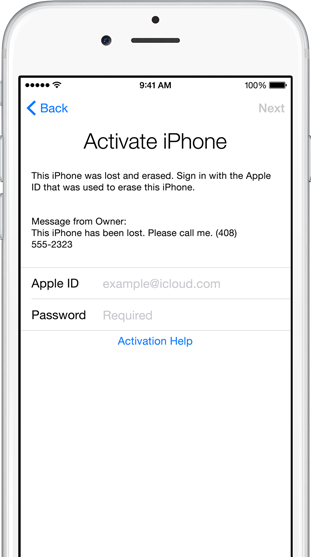 9:41 AM
100%
Back
Next
Activate iPhone
This iPhone was lost and erased. Sign in with the Apple
ID that was used to erase this iPhone.
Message from Owner:
This iPhone has been lost. Please call me. (408)
555-2323
Apple ID
example@icloud.com
Password
Required
Activation Help